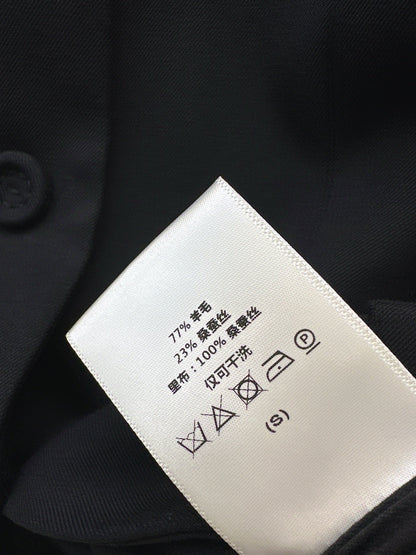 77% 羊毛
23% 桑蚕丝
里布：100% 桑蚕丝
仅可干洗
P
(S)